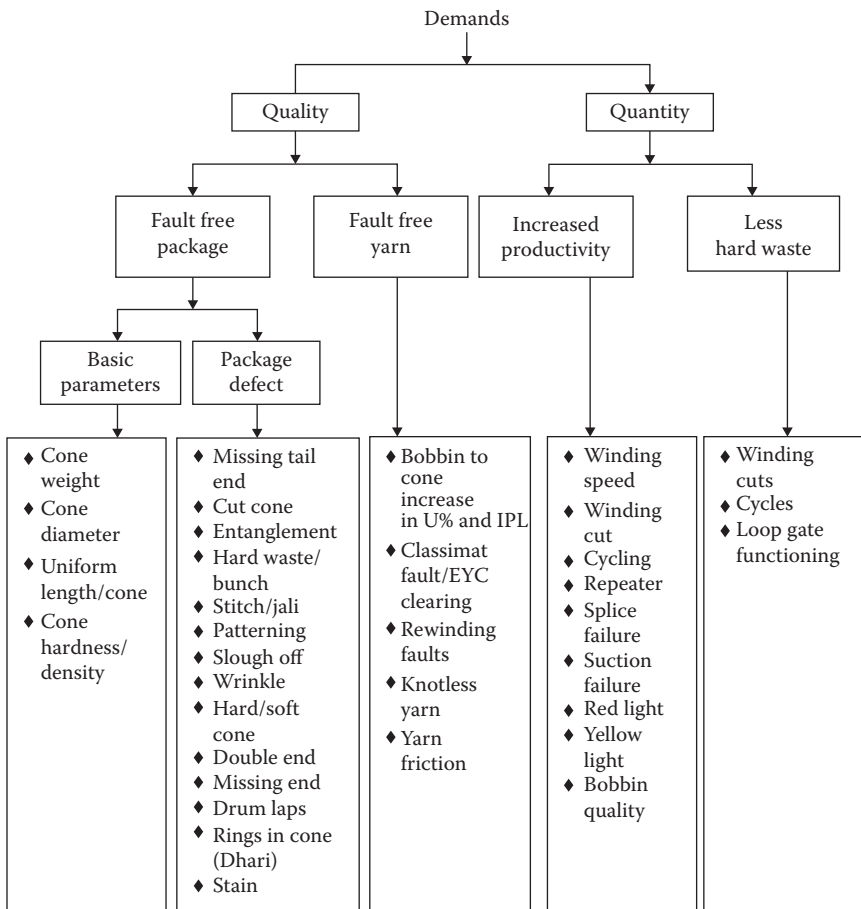 Demands
Quality
Quantity
Fault free
package
Fault free
yarn
Increased
productivity
Less
hard waste
Basic
parameters
Package
defect
♦ Cone
weight
♦ Cone
diameter
♦ Uniform
length/cone
♦ Cone
hardness/
density
♦ Missing tail
end
♦ Cut cone
♦ Entanglement
♦ Hard waste/
bunch
♦ Stitch/jali
♦ Patterning
♦ Slough off
♦ Wrinkle
♦ Hard/soft
cone
♦ Double end
♦ Missing end
♦ Drum laps
♦ Rings in cone
(Dhari)
♦ Stain
♦ Bobbin to
cone
increase
in U% and IPL
♦ Classimat
fault/EYC
clearing
♦ Rewinding
faults
♦ Knotless
yarn
♦ Yarn
friction
♦ Winding
speed
♦ Winding
cut
♦ Cycling
♦ Repeater
♦ Splice
failure
♦ Suction
failure
♦ Red light
♦ Yellow
light
♦ Bobbin
quality
♦ Winding
cuts
♦ Cycles
♦ Loop gate
functioning